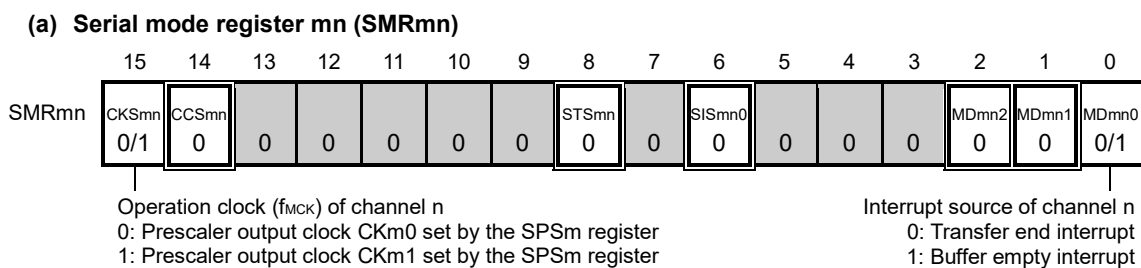 (a) Serial mode register mn (SMRmn)
15 14 13 12 11 10 9 8 7 6 5 4 3 2 1 0
SMRmn CKSmn CCSmn STSmn SISmn0 MDmn2 MDmn1 MDmn0
0/1 0 0 0 0 0 0 0 0 0 0 0 0 0 0 0/1
Operation clock (fMCK) of channel n
0: Prescaler output clock CKm0 set by the SPSm register
1: Prescaler output clock CKm1 set by the SPSm register
Interrupt source of channel n
0: Transfer end interrupt
1: Buffer empty interrupt